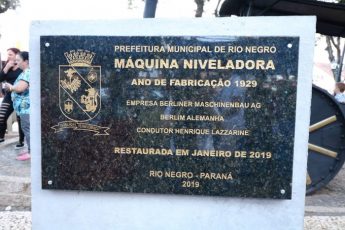 PREFEITURA MUNICIPAL DE RIO NEGRO
MÁQUINA NIVELADORA
ANO DE FABRICAÇÃO 1929
EMPRESA BERLINER MASCHINENBAU AG
BERLIM ALEMANHA
CONDUTOR HENRIQUE LAZZARINE
RESTAURADA EM JANEIRO DE 2019
RIO NEGRO - PARANÁ
2019